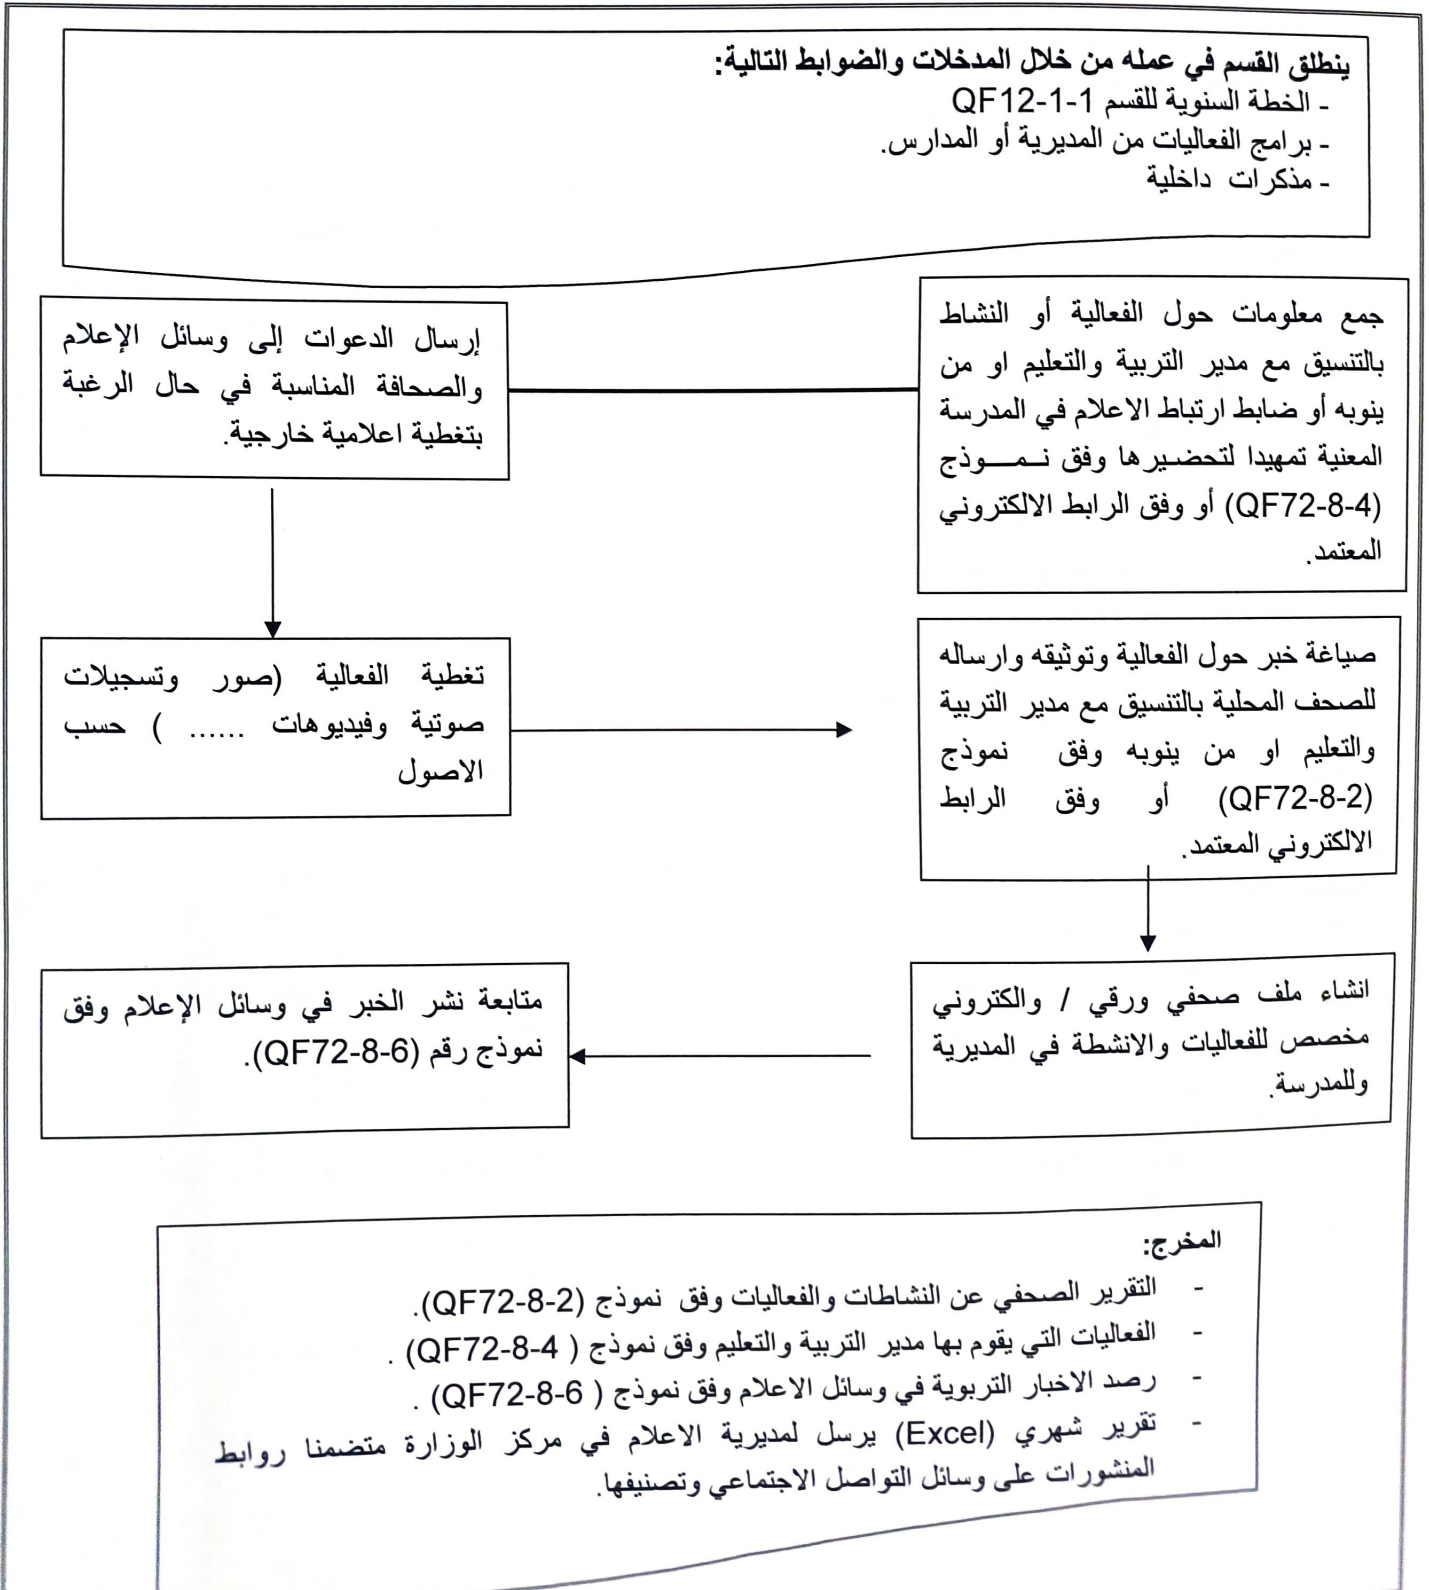 ينطلق القسم في عمله من خلال المدخلات والضوابط التالية:
- الخطة السنوية للقسم QF12-1-1
- برامج الفعاليات من المديرية أو المدارس.
- مذكرات داخلية
جمع معلومات حول الفعالية أو النشاط
بالتنسيق مع مدير التربية والتعليم او من
ينوبه أو ضابط ارتباط الاعلام في المدرسة
المعنية تمهيدا لتحضيرها وفق نمـــوذج
(QF72-8-4) أو وفق الرابط الالكتروني
المعتمد.
إرسال الدعوات إلى وسائل الإعلام
والصحافة المناسبة في حال الرغبة
بتغطية اعلامية خارجية.
تغطية الفعالية (صور وتسجيلات
صوتية وفيديوهات ...... ) حسب
الاصول
صياغة خبر حول الفعالية وتوثيقه وارساله
للصحف المحلية بالتنسيق مع مدير التربية
والتعليم او من ينوبه وفق نموذج
(QF72-8-2) أو وفق الرابط
الالكتروني المعتمد.
انشاء ملف صحفي ورقي / والكتروني
مخصص للفعاليات والانشطة في المديرية
وللمدرسة.
متابعة نشر الخبر في وسائل الإعلام وفق
نموذج رقم (QF72-8-6).
المخرج:
- التقرير الصحفي عن النشاطات والفعاليات وفق نموذج (QF72-8-2).
- الفعاليات التي يقوم بها مدير التربية والتعليم وفق نموذج ( QF72-8-4) .
- رصد الاخبار التربوية في وسائل الاعلام وفق نموذج ( QF72-8-6) .
- تقرير شهري (Excel) يرسل لمديرية الاعلام في مركز الوزارة متضمنا روابط
المنشورات على وسائل التواصل الاجتماعي وتصنيفها.